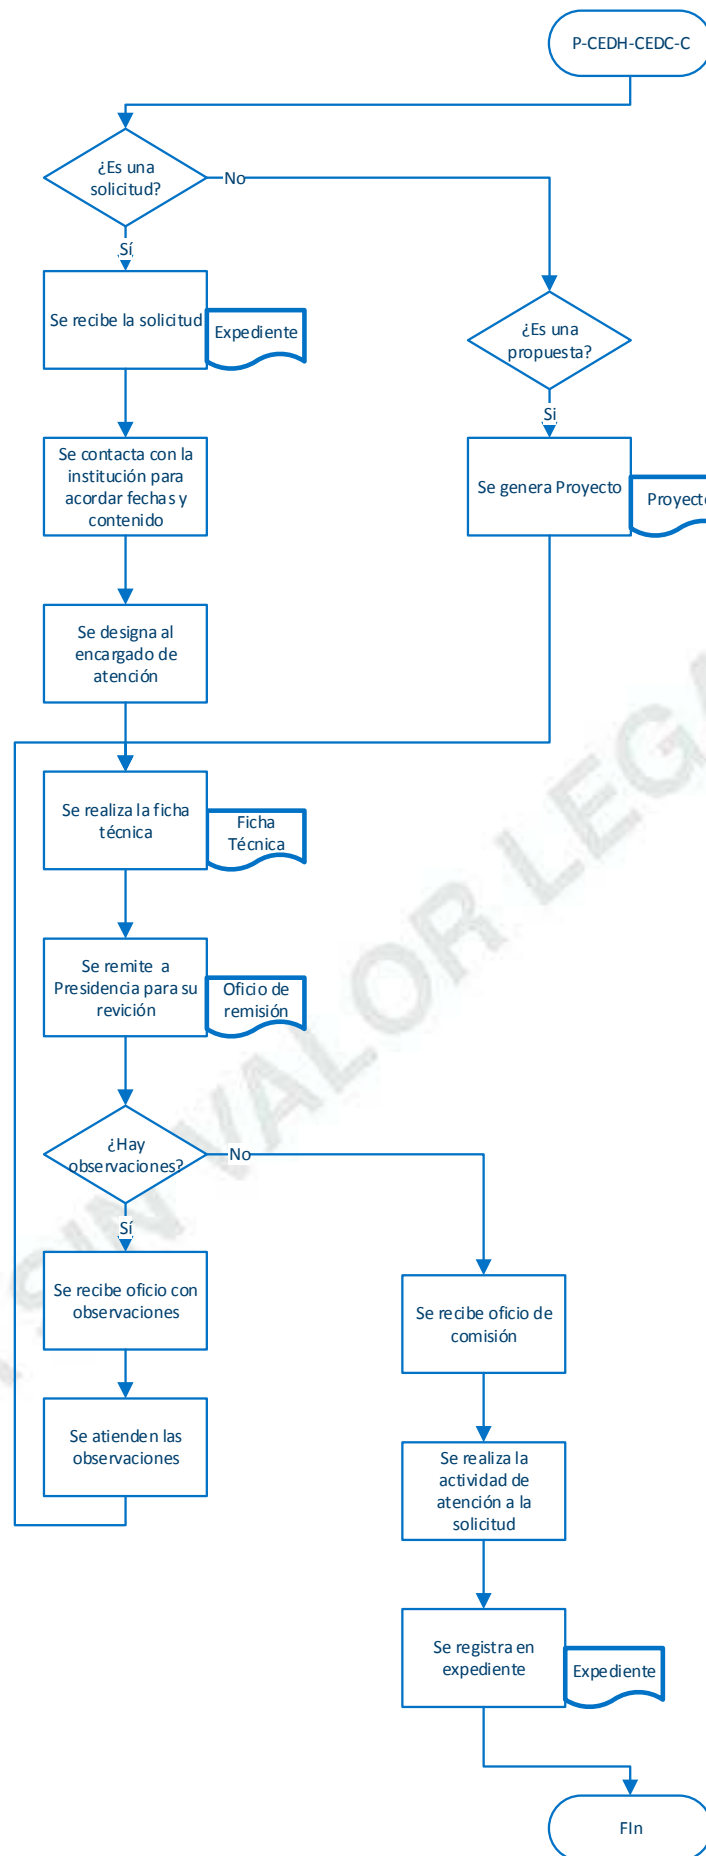 P-CEDH-CEDC-C
¿Es una
solicitud?
No
Sí
Se recibe la solicitud
Expediente
¿Es una
propuesta?
Si
Se contacta con la
institución para
acordar fechas y
contenido
Se genera Proyecto
Proyecto
Se designa al
encargado de
atención
Se realiza la ficha
técnica
Ficha
Técnica
Se remite a
Presidencia para su
revición
Oficio de
remisión
¿Hay
observaciones?
No
Sí
Se recibe oficio con
observaciones
Se recibe oficio de
comisión
Se atienden las
observaciones
Se realiza la
actividad de
atención a la
solicitud
Se registra en
expediente
Expediente
FIn
SIN VALOR LEGA